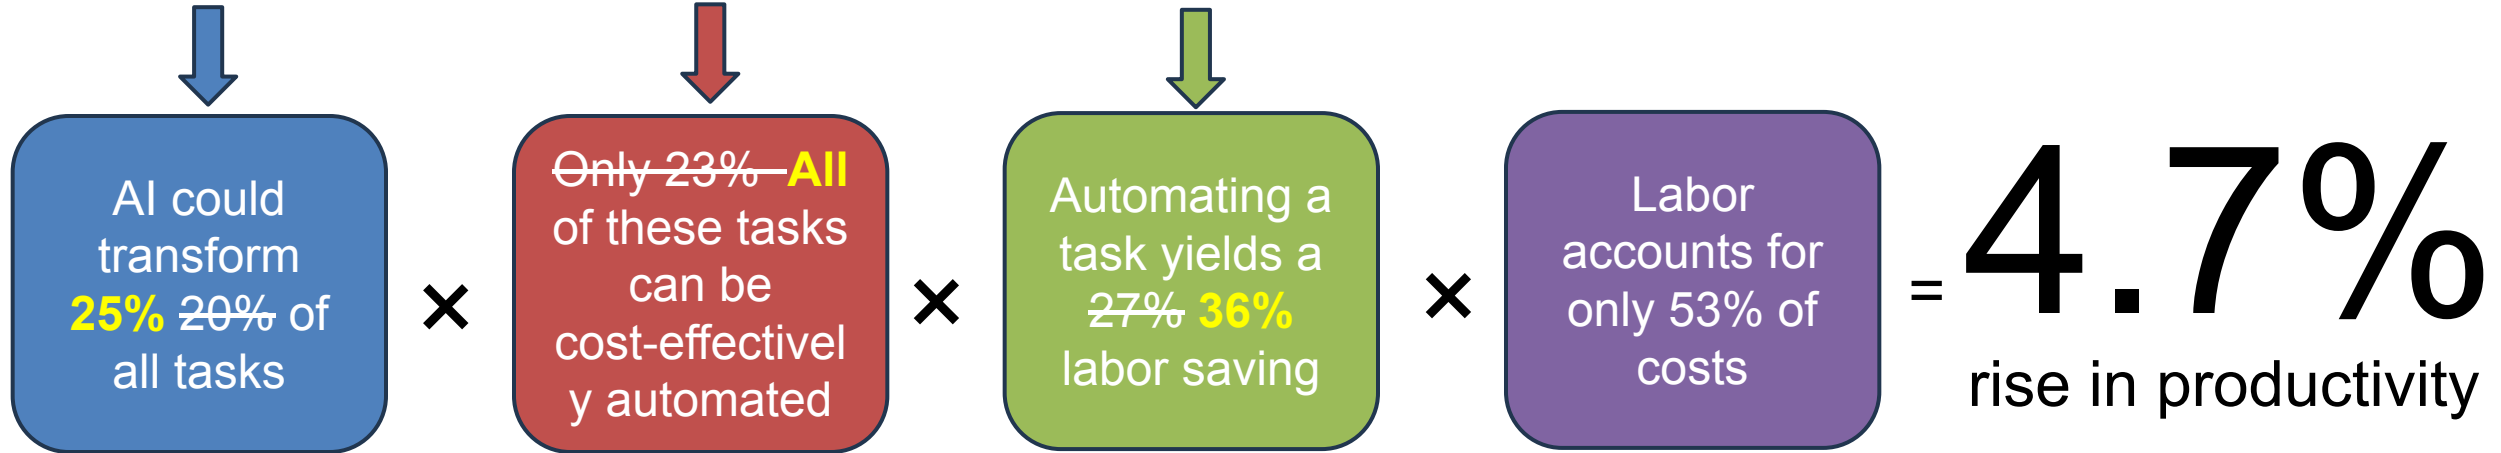 AI could
transform
25% 20% of
all tasks
×
Only 23% All
of these tasks
can be
cost-effectivel
y automated
×
Automating a
task yields a
27% 36%
labor saving
×
Labor
accounts for
only 53% of
costs
=
4.7%
rise in productivity